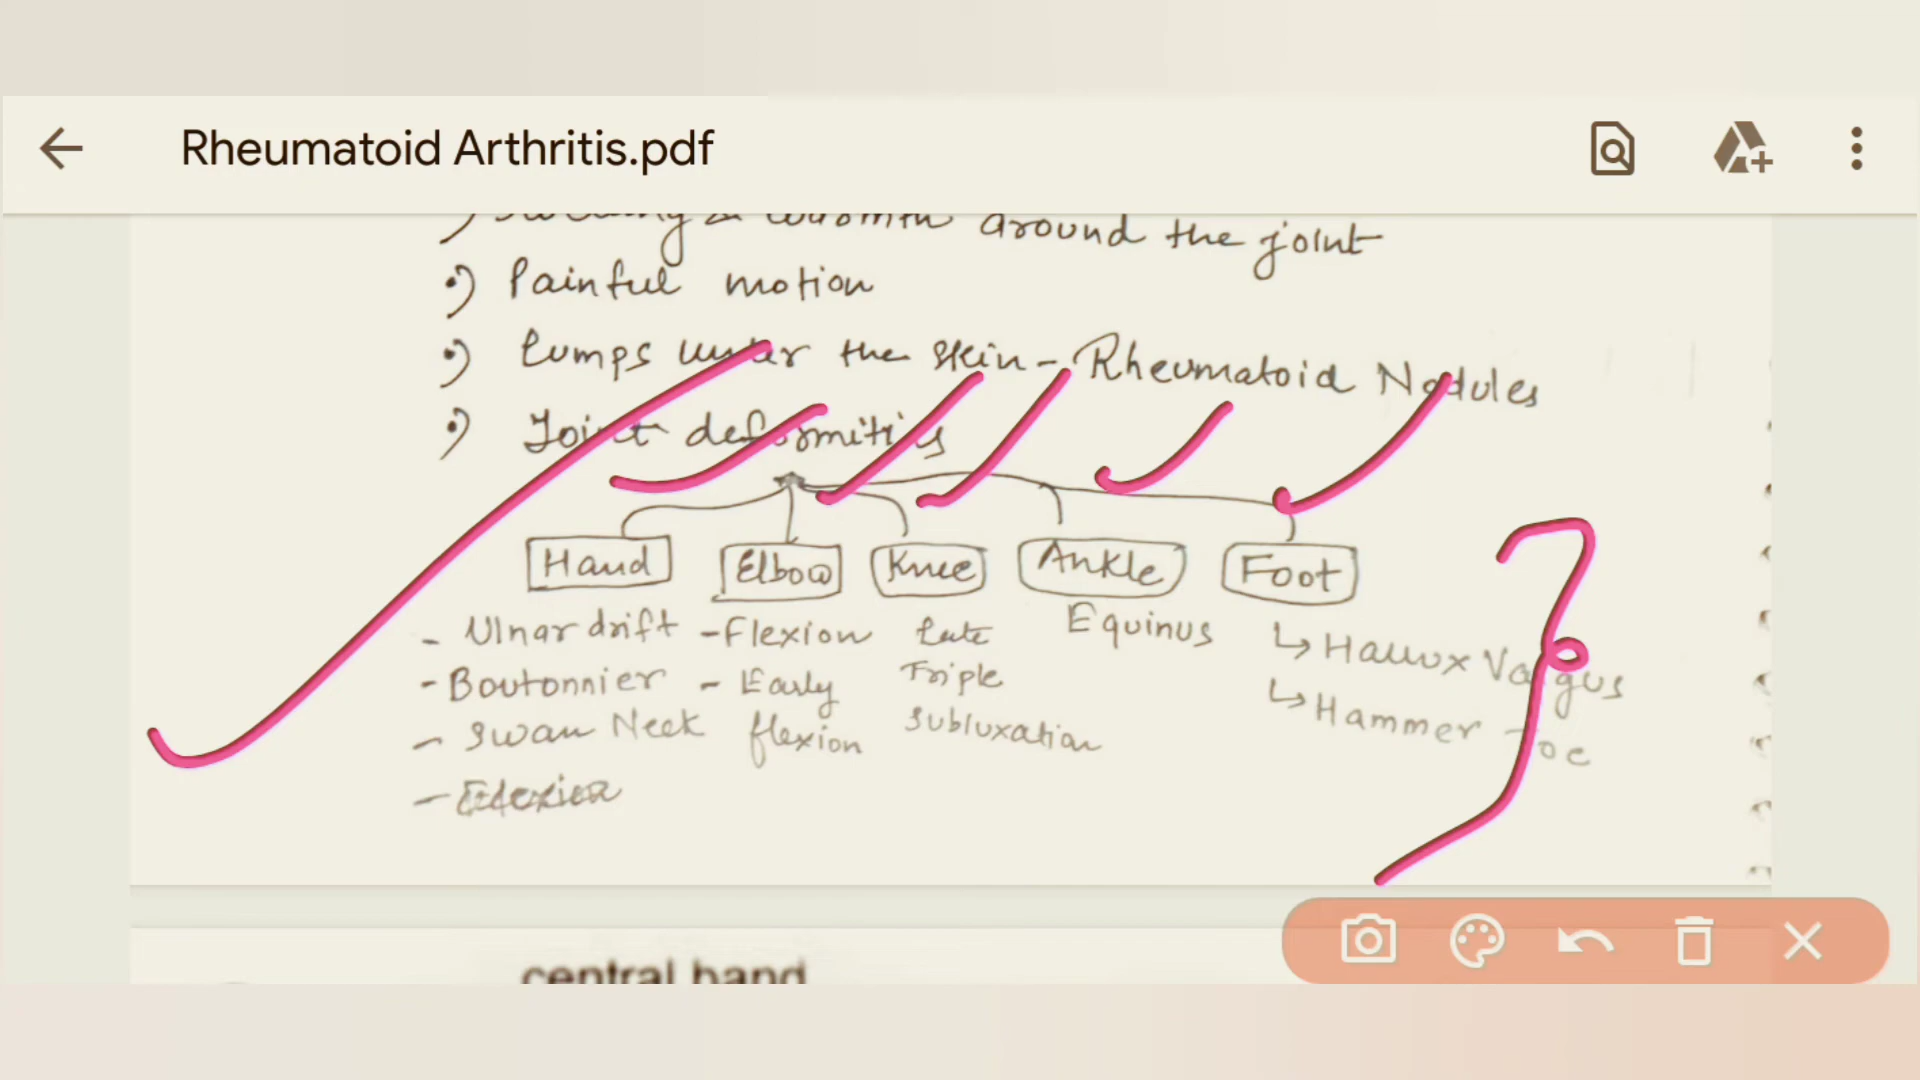 Rheumatoid Arthritis.pdf
around the joint
•) Painful motion
•) Lumps under the skin - Rheumatoid Nodules
•) Joint deformities
Hand Elbow Knee Ankle Foot
- Ulnar drift - Flexion Late Equinus ↳ Hallux Valgus
- Boutonnier - Early Triple ↳ Hammer Toe
- Swan Neck flexion Subluxation
central band